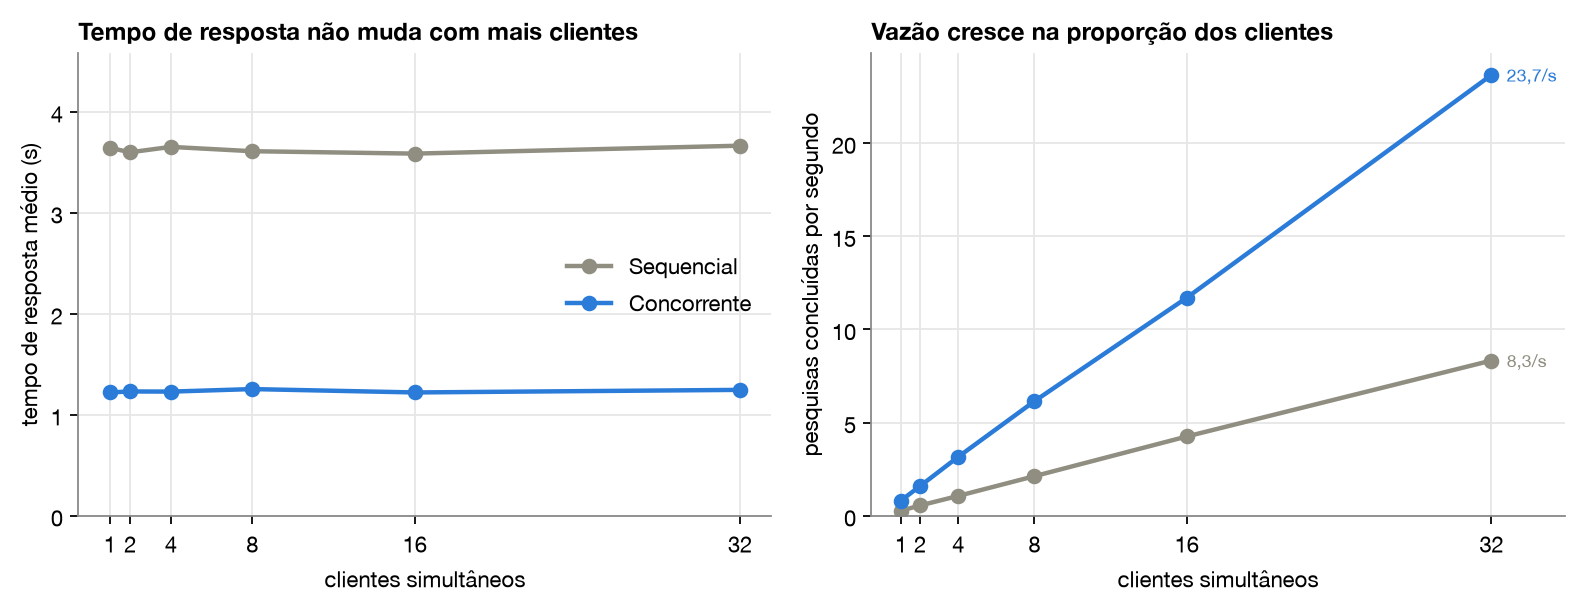 Tempo de resposta não muda com mais clientes
tempo de resposta médio (s)
4
3
2
1
0
Sequencial
Concorrente
1 2 4 8 16 32
clientes simultâneos
Vazão cresce na proporção dos clientes
pesquisas concluídas por segundo
20
15
10
5
0
23,7/s
8,3/s
1 2 4 8 16 32
clientes simultâneos